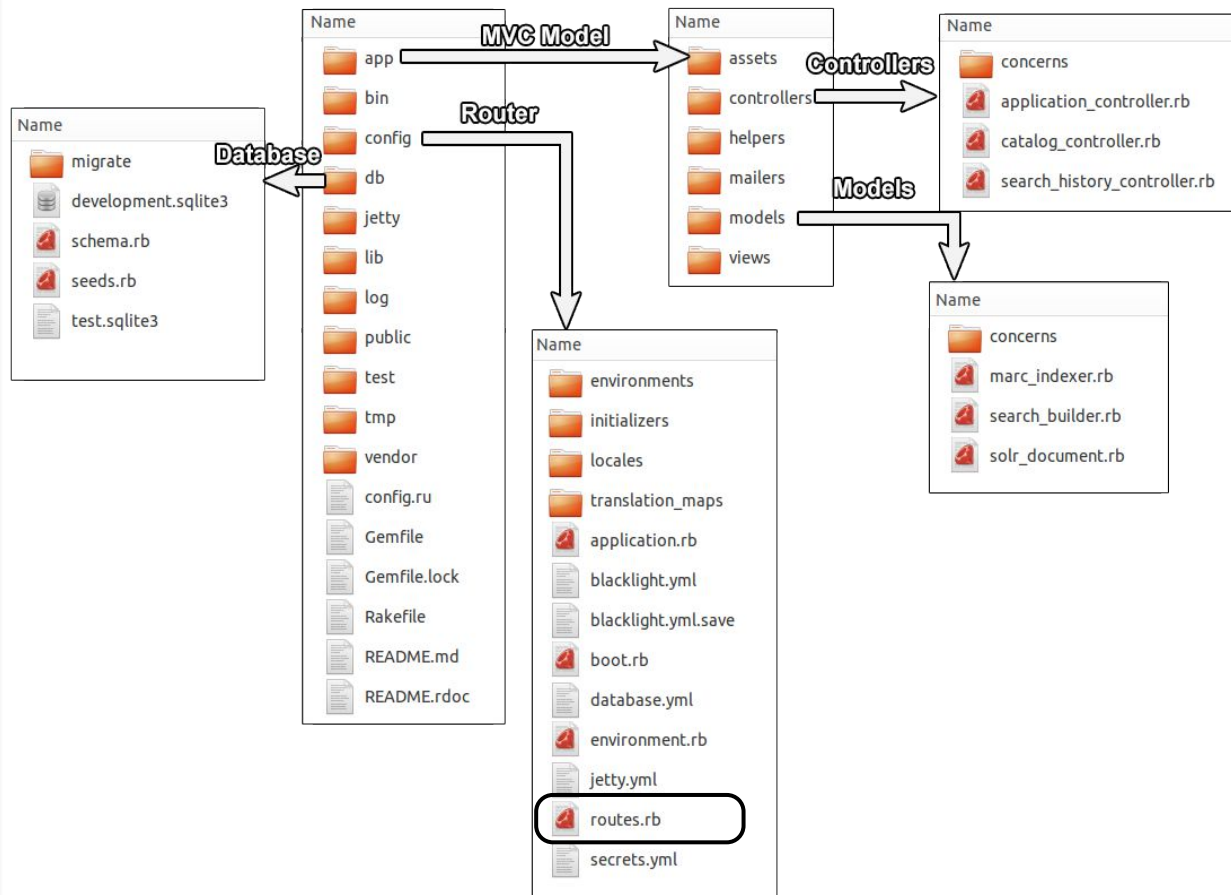 Name
migrate
development.sqlite3
schema.rb
seeds.rb
test.sqlite3
Database
Name
app
bin
config
db
jetty
lib
log
public
test
tmp
vendor
config.ru
Gemfile
Gemfile.lock
Rakefile
README.md
README.rdoc
MVC Model
Router
Name
assets
controllers
helpers
mailers
models
views
Controllers
Name
concerns
application_controller.rb
catalog_controller.rb
search_history_controller.rb
Models
Name
concerns
marc_indexer.rb
search_builder.rb
solr_document.rb
Name
environments
initializers
locales
translation_maps
application.rb
blacklight.yml
blacklight.yml.save
boot.rb
database.yml
environment.rb
jetty.yml
routes.rb
secrets.yml